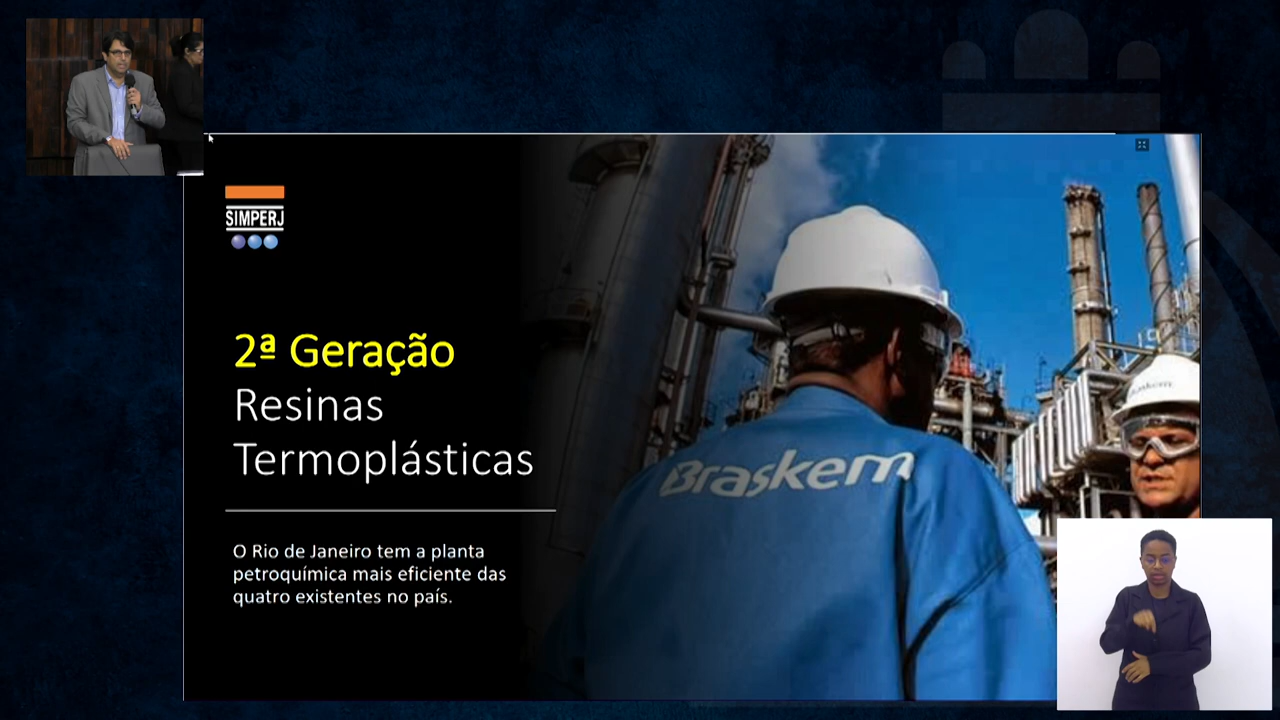 SIMPERJ
2ª Geração
Resinas
Termoplásticas
O Rio de Janeiro tem a planta
petroquímica mais eficiente das
quatro existentes no país.
Braskem
Braskem